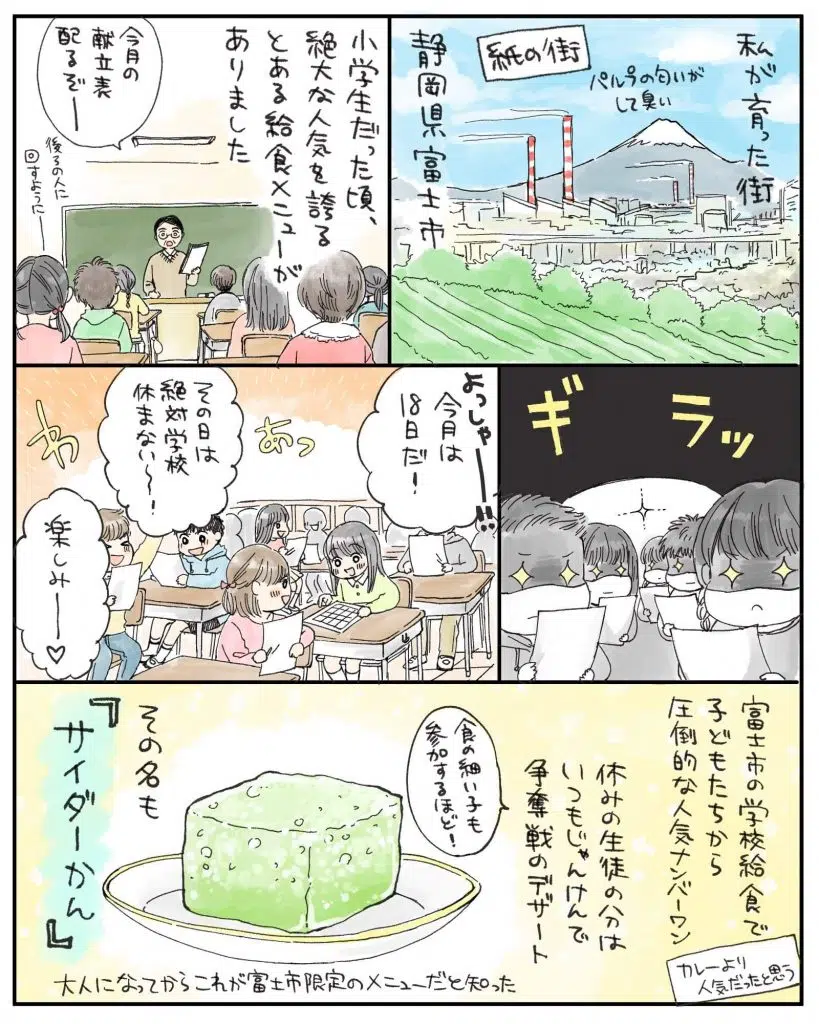 私が育った街
静岡県富士市
紙の街
パルプの匂いが
して臭い
小学生だった頃、
絶大な人気を誇る
とある給食メニューが
ありました
今月の
献立表
配るぞー
後ろの人に
回すようにー
ギラッ
よっしゃー!!
今月は
18日だ!
あっ
その日は
絶対学校
休まない〜!
わ
楽しみー♡
富士市の学校給食で
子どもたちから
圧倒的な人気ナンバーワン
カレーより
人気だったと思う
休みの生徒の分は
いつもじゃんけんで
争奪戦のデザート
食の細い子も
参加するほど!
その名も
『サイダーかん』
大人になってからこれが富士市限定のメニューだと知った